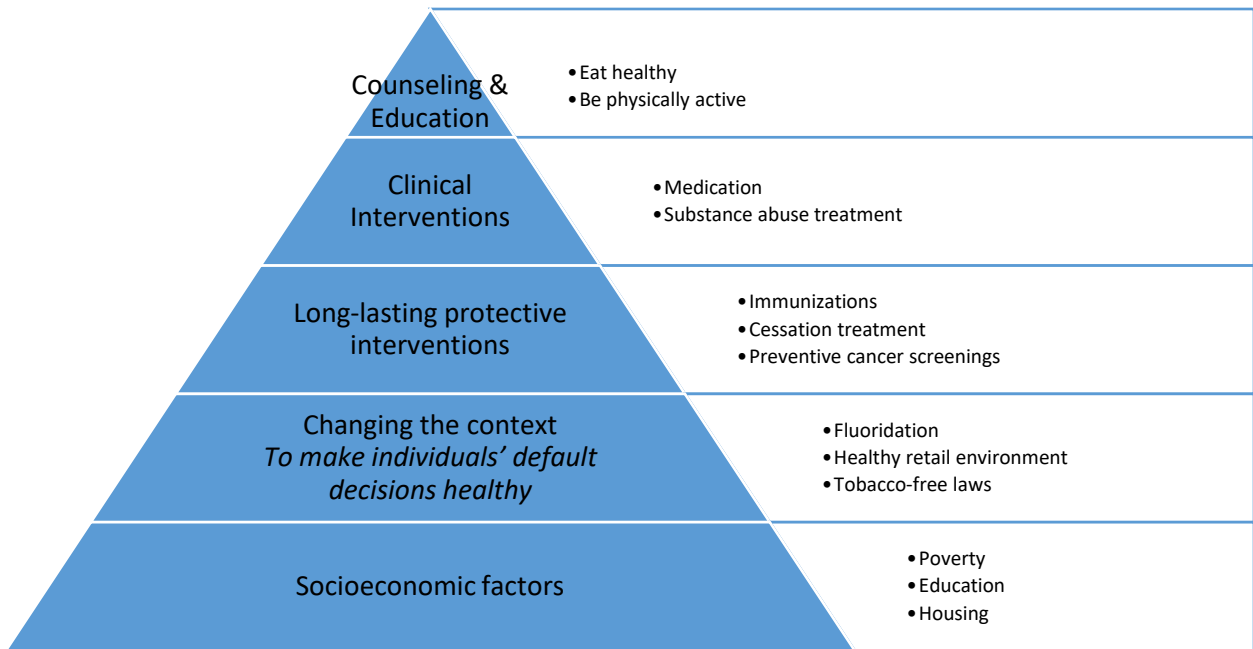 Counseling &
Education
• Eat healthy
• Be physically active
Clinical
Interventions
• Medication
• Substance abuse treatment
Long-lasting protective
interventions
• Immunizations
• Cessation treatment
• Preventive cancer screenings
Changing the context
To make individuals’ default
decisions healthy
• Fluoridation
• Healthy retail environment
• Tobacco-free laws
Socioeconomic factors
• Poverty
• Education
• Housing